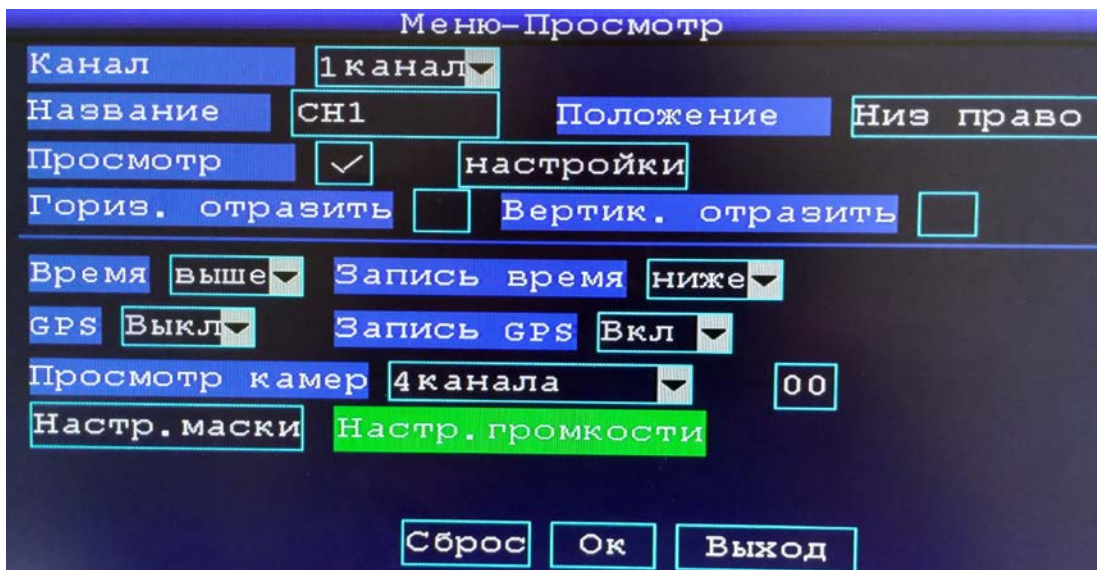 Меню-Просмотр
Канал 1канал
Название CH1 Положение Низ право
Просмотр настройки
Гориз. отразить Вертик. отразить
Время выше Запись время ниже
GPS Выкл Запись GPS Вкл
Просмотр камер 4канала 00
Настр.маски Настр.громкости
Сброс Ок Выход